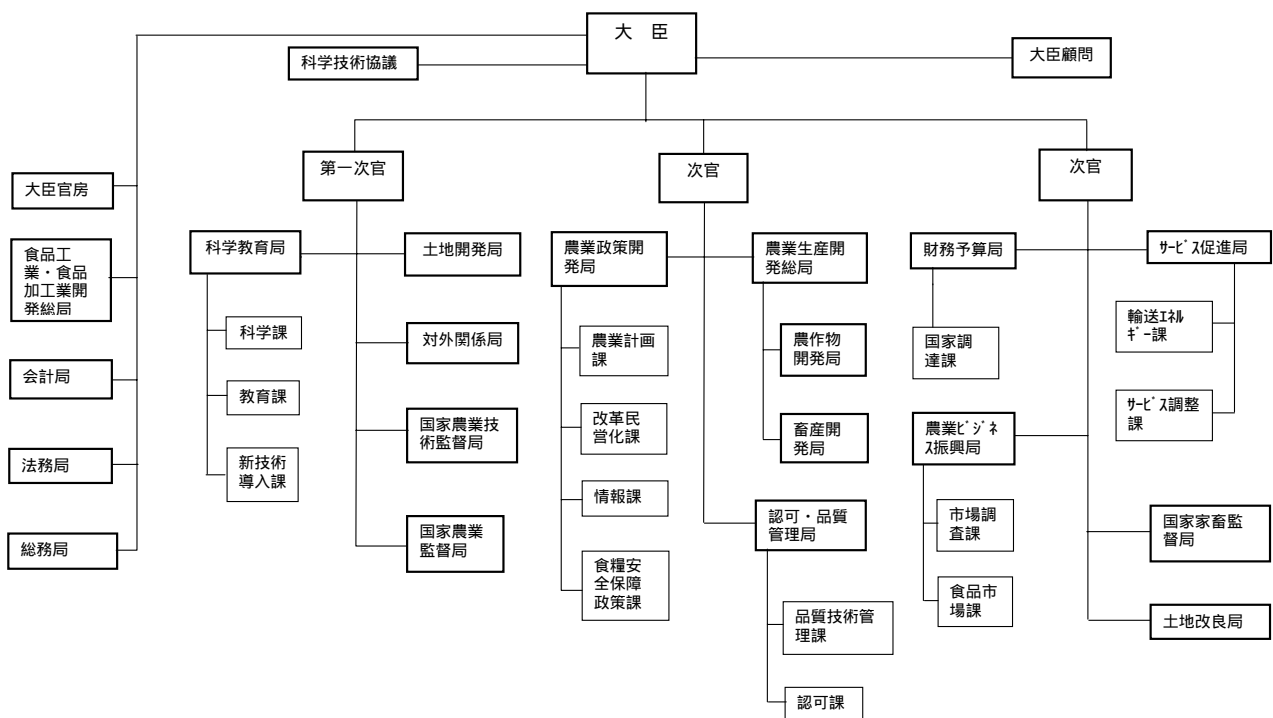 大　臣
科学技術協議
大臣顧問
第一次官
次官
次官
大臣官房
食品工
業・食品
加工業開
発総局
会計局
法務局
総務局
科学教育局
科学課
教育課
新技術
導入課
土地開発局
対外関係局
国家農業技
術監督局
国家農業
監督局
農業政策開
発局
農業計画
課
改革民
営化課
情報課
食糧安
全保障
政策課
農業生産開
発総局
農作物
開発局
畜産開
発局
認可・品質
管理局
品質技術管
理課
認可課
財務予算局
国家調
達課
農業ﾋﾞｼﾞﾈ
ｽ振興局
市場調
査課
食品市
場課
ｻｰﾋﾞｽ促進局
輸送ｴﾈﾙ
ｷﾞｰ課
ｻｰﾋﾞｽ調整
課
国家家畜監
督局
土地改良局